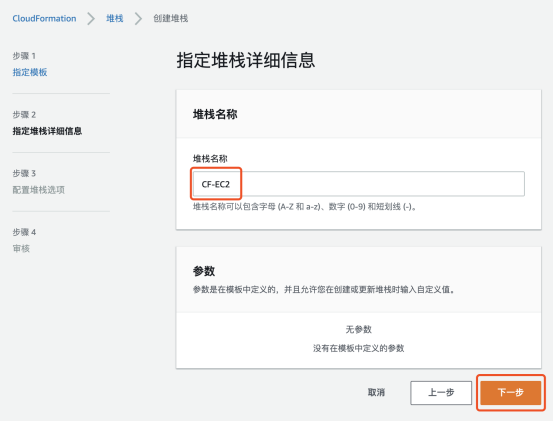 CloudFormation > 堆栈 > 创建堆栈
步骤 1
指定模板
步骤 2
指定堆栈详细信息
步骤 3
配置堆栈选项
步骤 4
审核
指定堆栈详细信息
堆栈名称
堆栈名称
CF-EC2
堆栈名称可以包含字母 (A-Z 和 a-z)、数字 (0-9) 和短划线 (-)。
参数
参数是在模板中定义的，并且允许您在创建或更新堆栈时输入自定义值。
无参数
没有在模板中定义的参数
取消 上一步 下一步